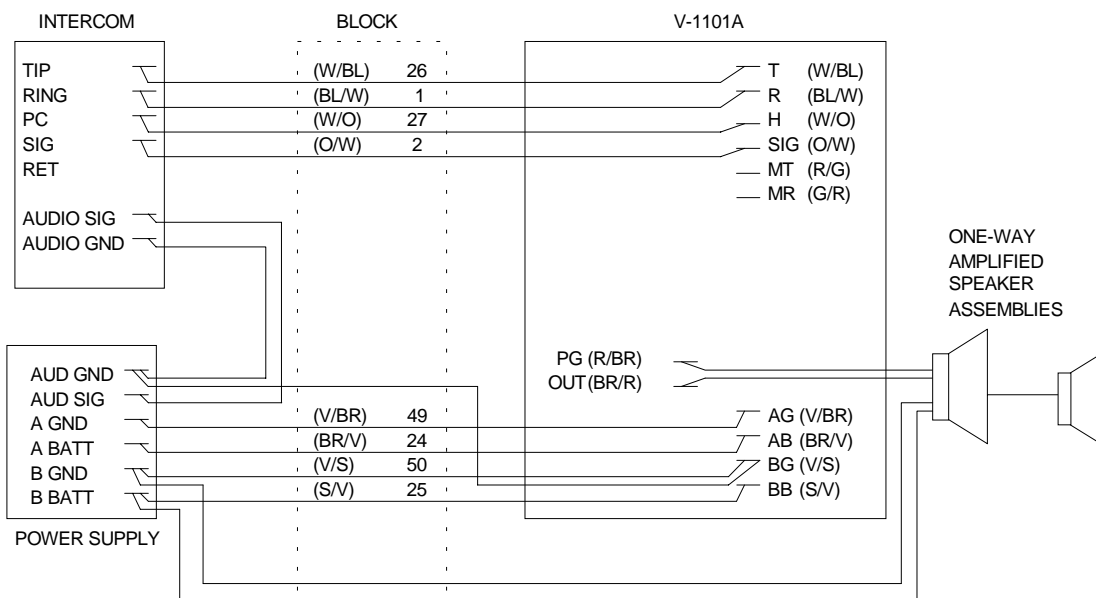 INTERCOM BLOCK V-1101A
TIP (W/BL) 26 T (W/BL)
RING (BL/W) 1 R (BL/W)
PC (W/O) 27 H (W/O)
SIG (O/W) 2 SIG (O/W)
RET MT (R/G)
MR (G/R)
AUDIO SIG
AUDIO GND
ONE-WAY
AMPLIFIED
SPEAKER
ASSEMBLIES
PG (R/BR)
OUT (BR/R)
AUD GND
AUD SIG
A GND (V/BR) 49 AG (V/BR)
A BATT (BR/V) 24 AB (BR/V)
B GND (V/S) 50 BG (V/S)
B BATT (S/V) 25 BB (S/V)
POWER SUPPLY